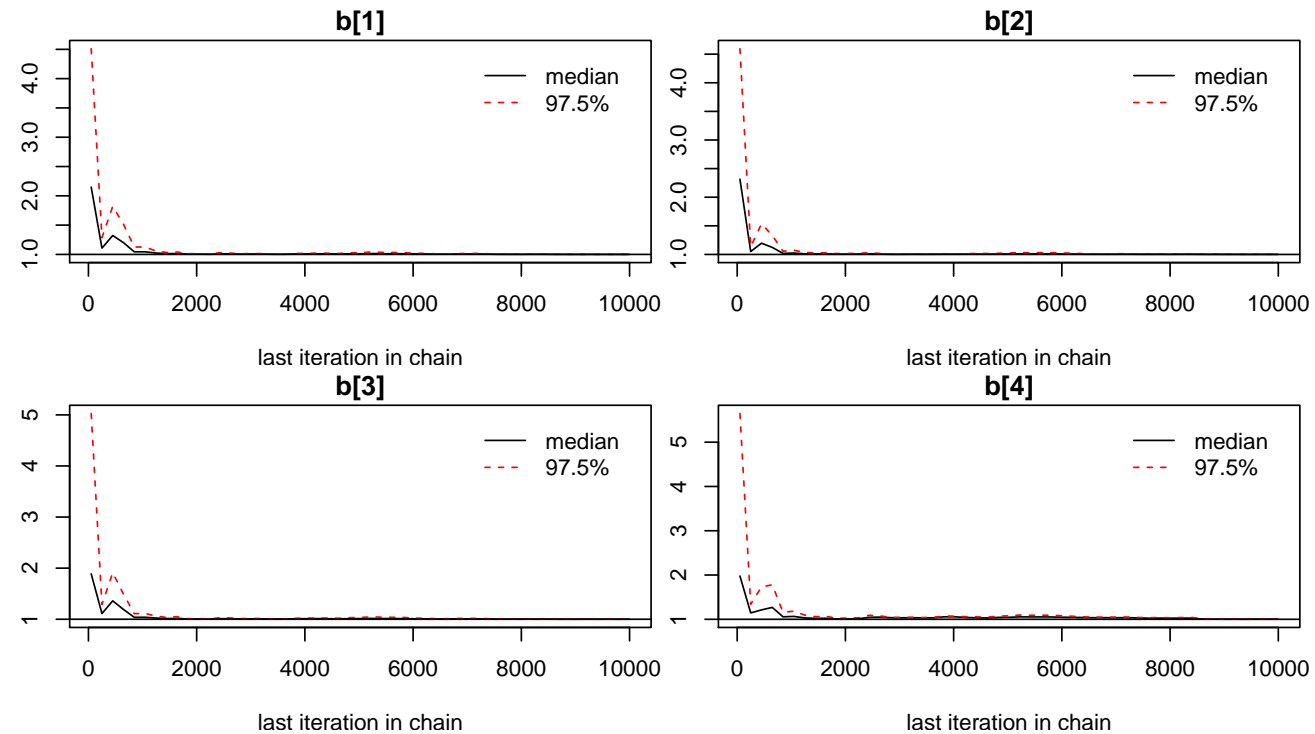 b[1]
4.0
3.0
2.0
1.0
median
97.5%
0 2000 4000 6000 8000 10000
last iteration in chain
b[2]
4.0
3.0
2.0
1.0
median
97.5%
0 2000 4000 6000 8000 10000
last iteration in chain
b[3]
5
4
3
2
1
median
97.5%
0 2000 4000 6000 8000 10000
last iteration in chain
b[4]
5
4
3
2
1
median
97.5%
0 2000 4000 6000 8000 10000
last iteration in chain